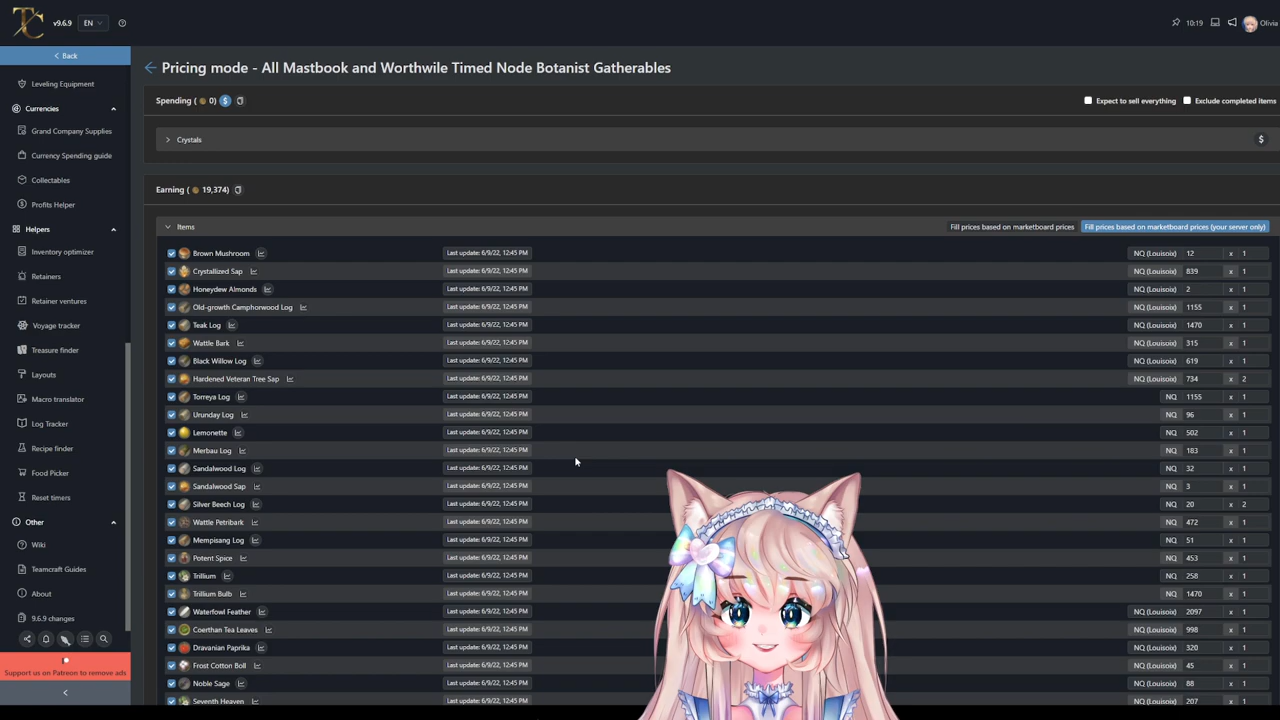 TC v9.6.9 EN 10:19 Olivia
Back
Leveling Equipment
Currencies
Grand Company Supplies
Currency Spending guide
Collectables
Profits Helper
Helpers
Inventory optimizer
Retainers
Retainer ventures
Voyage tracker
Treasure finder
Layouts
Macro translator
Log Tracker
Recipe finder
Food Picker
Reset timers
Other
Wiki
Teamcraft Guides
About
9.6.9 changes
Support us on Patreon to remove ads
Pricing mode - All Mastbook and Worthwile Timed Node Botanist Gatherables
Spending ( 0) $ Expect to sell everything Exclude completed items
Crystals $
Earning ( 19,374)
Items Fill prices based on marketboard prices Fill prices based on marketboard prices (your server only)
Brown Mushroom Last update: 6/9/22, 12:45 PM NQ (Louisoix) 12 x 1
Crystallized Sap Last update: 6/9/22, 12:45 PM NQ (Louisoix) 839 x 1
Honeydew Almonds Last update: 6/9/22, 12:45 PM NQ (Louisoix) 2 x 1
Old-growth Camphorwood Log Last update: 6/9/22, 12:45 PM NQ (Louisoix) 1155 x 1
Teak Log Last update: 6/9/22, 12:45 PM NQ (Louisoix) 1470 x 1
Wattle Bark Last update: 6/9/22, 12:45 PM NQ (Louisoix) 315 x 1
Black Willow Log Last update: 6/9/22, 12:45 PM NQ (Louisoix) 619 x 1
Hardened Veteran Tree Sap Last update: 6/9/22, 12:45 PM NQ (Louisoix) 734 x 2
Torreya Log Last update: 6/9/22, 12:45 PM NQ 1155 x 1
Urunday Log Last update: 6/9/22, 12:45 PM NQ 96 x 1
Lemonette Last update: 6/9/22, 12:45 PM NQ 502 x 1
Merbau Log Last update: 6/9/22, 12:45 PM NQ 183 x 1
Sandalwood Log Last update: 6/9/22, 12:45 PM NQ 32 x 1
Sandalwood Sap Last update: 6/9/22, 12:45 PM NQ 3 x 1
Silver Beech Log Last update: 6/9/22, 12:45 PM NQ 20 x 2
Wattle Petribark Last update: 6/9/22, 12:45 PM NQ 472 x 1
Mempisang Log Last update: 6/9/22, 12:45 PM NQ 51 x 1
Potent Spice Last update: 6/9/22, 12:45 PM NQ 453 x 1
Trillium Last update: 6/9/22, 12:45 PM NQ 258 x 1
Trillium Bulb Last update: 6/9/22, 12:45 PM NQ 1470 x 1
Waterfowl Feather Last update: 6/9/22, 12:45 PM NQ (Louisoix) 2097 x 1
Coerthan Tea Leaves Last update: 6/9/22, 12:45 PM NQ (Louisoix) 998 x 1
Dravanian Paprika Last update: 6/9/22, 12:45 PM NQ (Louisoix) 320 x 1
Frost Cotton Boll Last update: 6/9/22, 12:45 PM NQ (Louisoix) 45 x 1
Noble Sage Last update: 6/9/22, 12:45 PM NQ (Louisoix) 88 x 1
Seventh Heaven Last update: 6/9/22, 12:45 PM NQ (Louisoix) 207 x 1